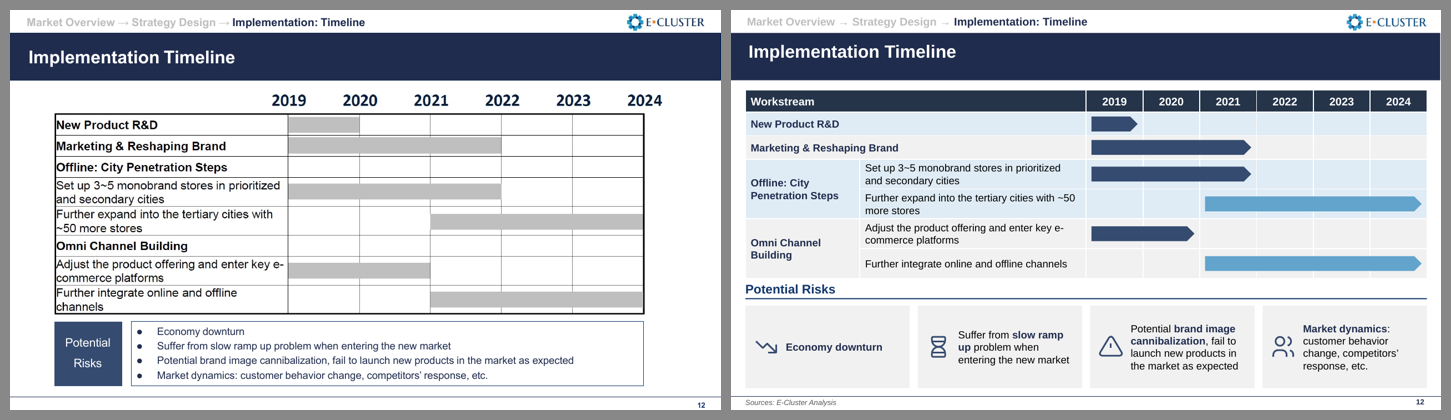 Market Overview → Strategy Design → Implementation: Timeline
E•CLUSTER
Implementation Timeline
2019 2020 2021 2022 2023 2024
New Product R&D
Marketing & Reshaping Brand
Offline: City Penetration Steps
Set up 3~5 monobrand stores in prioritized
and secondary cities
Further expand into the tertiary cities with
~50 more stores
Omni Channel Building
Adjust the product offering and enter key e-
commerce platforms
Further integrate online and offline
channels
Potential
Risks
● Economy downturn
● Suffer from slow ramp up problem when entering the new market
● Potential brand image cannibalization, fail to launch new products in the market as expected
● Market dynamics: customer behavior change, competitors’ response, etc.
12
Market Overview → Strategy Design → Implementation: Timeline
E•CLUSTER
Implementation Timeline
Workstream 2019 2020 2021 2022 2023 2024
New Product R&D
Marketing & Reshaping Brand
Offline: City
Penetration Steps
Set up 3~5 monobrand stores in prioritized
and secondary cities
Further expand into the tertiary cities with ~50
more stores
Omni Channel
Building
Adjust the product offering and enter key e-
commerce platforms
Further integrate online and offline channels
Potential Risks
Economy downturn
Suffer from slow ramp
up problem when
entering the new market
Potential brand image
cannibalization, fail to
launch new products in
the market as expected
Market dynamics:
customer behavior
change, competitors’
response, etc.
Sources: E-Cluster Analysis
12